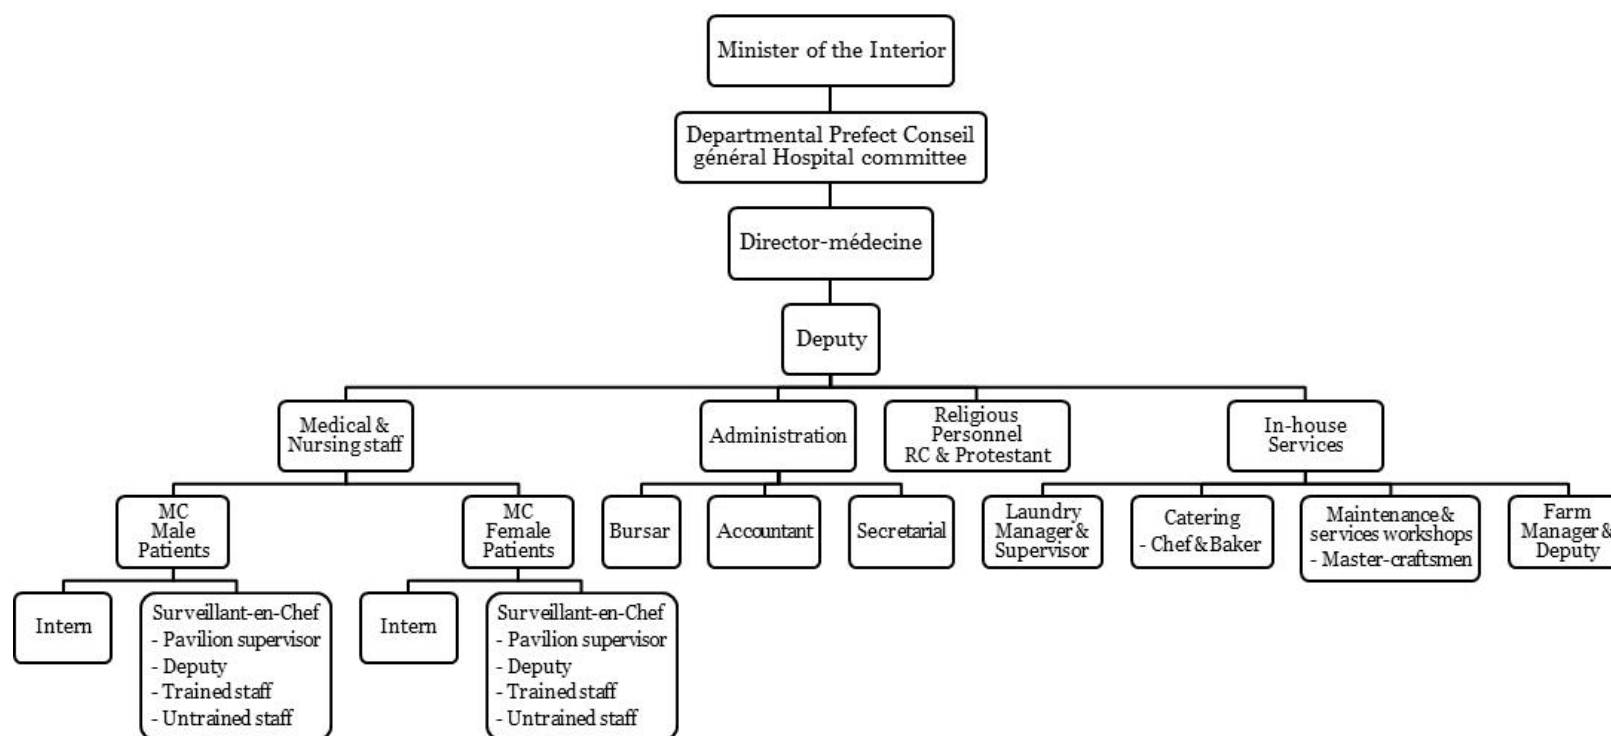 Minister of the Interior
Departmental Prefect Conseil
général Hospital committee
Director-médecine
Deputy
Medical &
Nursing staff
Administration
Religious
Personnel
RC & Protestant
In-house
Services
MC
Male
Patients
MC
Female
Patients
Bursar
Accountant
Secretarial
Laundry
Manager &
Supervisor
Catering
- Chef & Baker
Maintenance &
services workshops
- Master-craftsmen
Farm
Manager &
Deputy
Intern
Surveillant-en-Chef
- Pavilion supervisor
- Deputy
- Trained staff
- Untrained staff
Intern
Surveillant-en-Chef
- Pavilion supervisor
- Deputy
- Trained staff
- Untrained staff